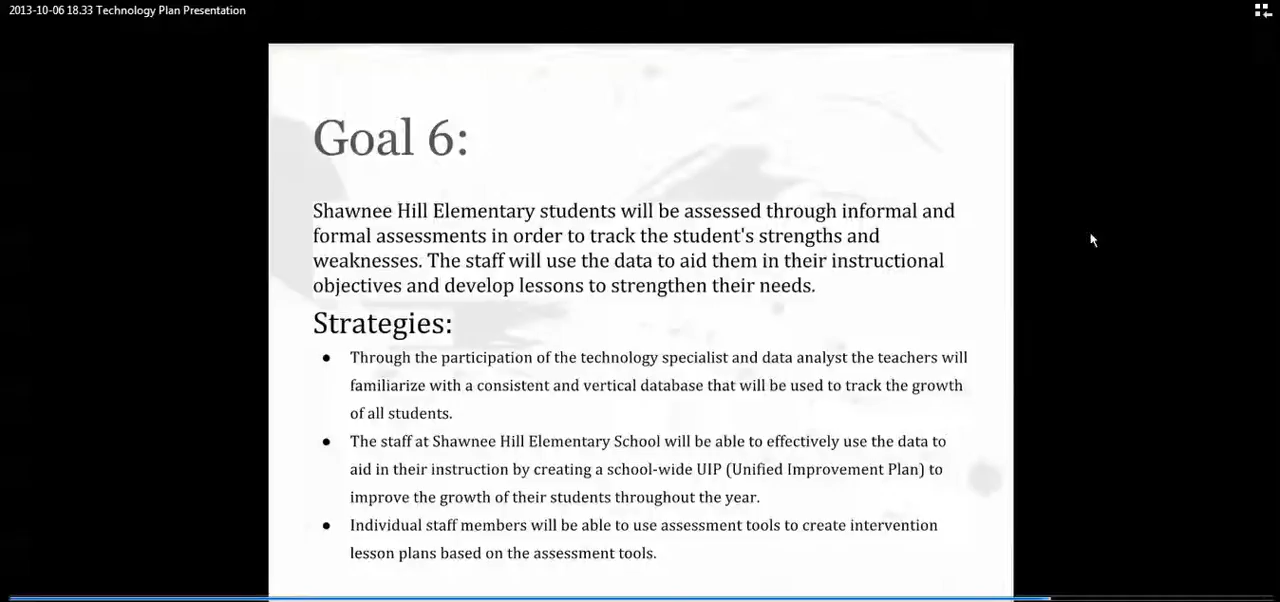 2013-10-06 18.33 Technology Plan Presentation
Goal 6:
Shawnee Hill Elementary students will be assessed through informal and
formal assessments in order to track the student's strengths and
weaknesses. The staff will use the data to aid them in their instructional
objectives and develop lessons to strengthen their needs.
Strategies:
● Through the participation of the technology specialist and data analyst the teachers will
familiarize with a consistent and vertical database that will be used to track the growth
of all students.
● The staff at Shawnee Hill Elementary School will be able to effectively use the data to
aid in their instruction by creating a school-wide UIP (Unified Improvement Plan) to
improve the growth of their students throughout the year.
● Individual staff members will be able to use assessment tools to create intervention
lesson plans based on the assessment tools.